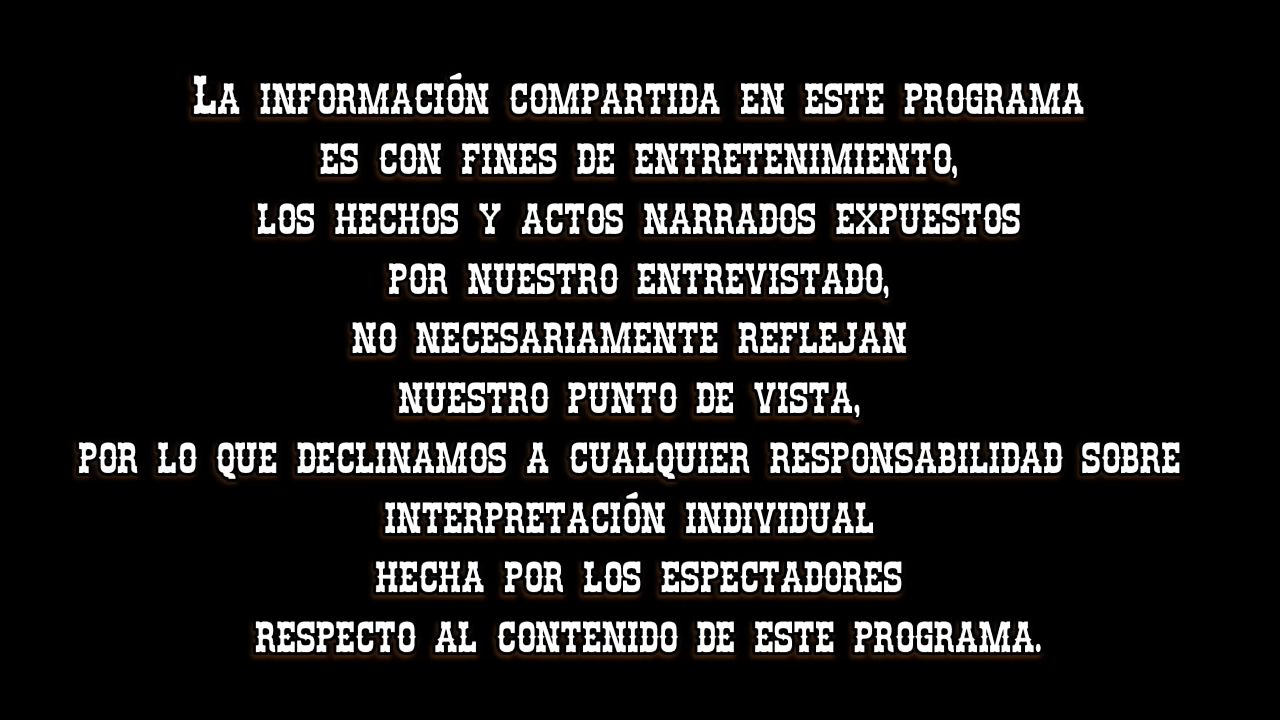 La información compartida en este programa
es con fines de entretenimiento,
los hechos y actos narrados expuestos
por nuestro entrevistado,
no necesariamente reflejan
nuestro punto de vista,
por lo que declinamos a cualquier responsabilidad sobre
interpretación individual
hecha por los espectadores
respecto al contenido de este programa.